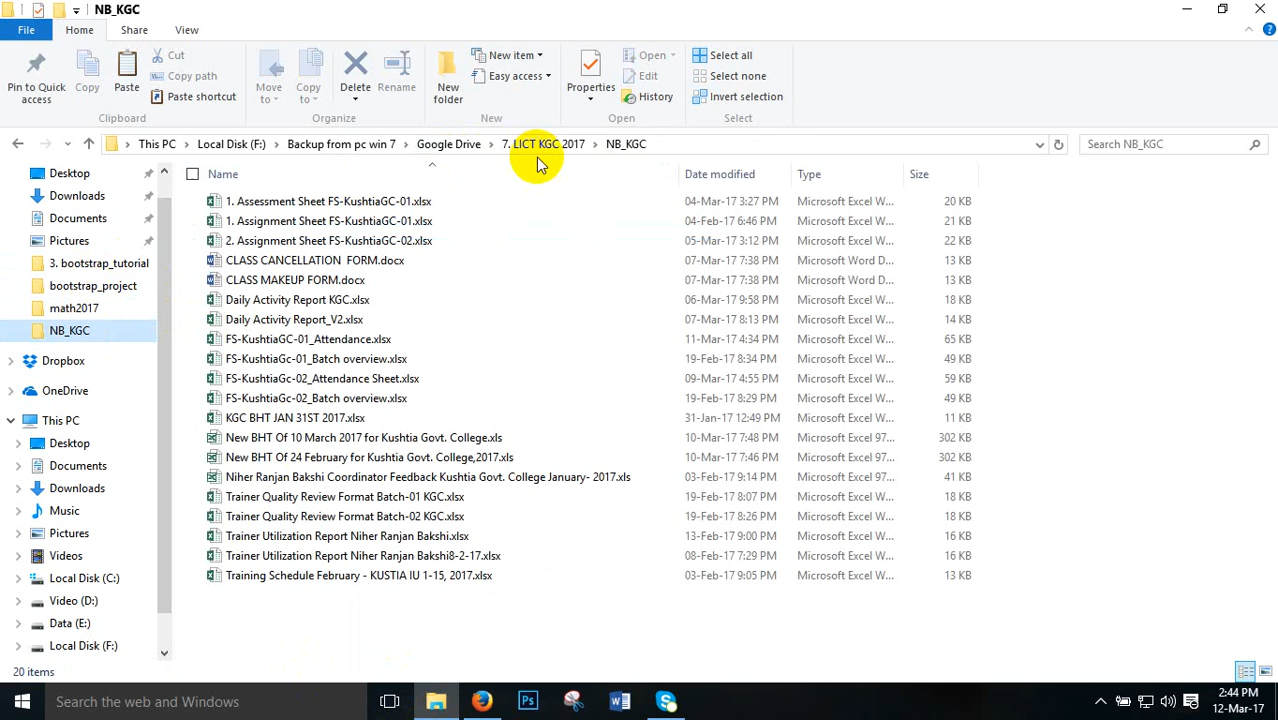 NB_KGC
File Home Share View
Pin to Quick access
Copy
Paste
Cut
Copy path
Paste shortcut
Clipboard
Move to
Copy to
Delete
Rename
Organize
New folder
New item
Easy access
New
Properties
Open
Edit
History
Open
Select all
Select none
Invert selection
Select
This PC Local Disk (F:) Backup from pc win 7 Google Drive 7. LICT KGC 2017 NB_KGC
Search NB_KGC
Desktop
Downloads
Documents
Pictures
3. bootstrap_tutorial
bootstrap_project
math2017
NB_KGC
Dropbox
OneDrive
This PC
Desktop
Documents
Downloads
Music
Pictures
Videos
Local Disk (C:)
Video (D:)
Data (E:)
Local Disk (F:)
Name Date modified Type Size
1. Assessment Sheet FS-KushtiaGC-01.xlsx 04-Mar-17 3:27 PM Microsoft Excel W... 20 KB
1. Assignment Sheet FS-KushtiaGC-01.xlsx 04-Feb-17 6:46 PM Microsoft Excel W... 21 KB
2. Assignment Sheet FS-KushtiaGC-02.xlsx 05-Mar-17 3:12 PM Microsoft Excel W... 22 KB
CLASS CANCELLATION  FORM.docx 07-Mar-17 7:38 PM Microsoft Word D... 13 KB
CLASS MAKEUP FORM.docx 07-Mar-17 7:38 PM Microsoft Word D... 13 KB
Daily Activity Report KGC.xlsx 06-Mar-17 9:58 PM Microsoft Excel W... 18 KB
Daily Activity Report_V2.xlsx 07-Mar-17 8:13 PM Microsoft Excel W... 14 KB
FS-KushtiaGC-01_Attendance.xlsx 11-Mar-17 4:34 PM Microsoft Excel W... 65 KB
FS-KushtiaGc-01_Batch overview.xlsx 19-Feb-17 8:34 PM Microsoft Excel W... 49 KB
FS-KushtiaGc-02_Attendance Sheet.xlsx 09-Mar-17 4:55 PM Microsoft Excel W... 59 KB
FS-KushtiaGc-02_Batch overview.xlsx 19-Feb-17 8:29 PM Microsoft Excel W... 49 KB
KGC BHT JAN 31ST 2017.xlsx 31-Jan-17 12:49 PM Microsoft Excel W... 11 KB
New BHT Of 10 March 2017 for Kushtia Govt. College.xls 10-Mar-17 7:48 PM Microsoft Excel 97... 302 KB
New BHT Of 24 February for Kushtia Govt. College,2017.xls 10-Mar-17 7:46 PM Microsoft Excel 97... 302 KB
Niher Ranjan Bakshi Coordinator Feedback Kushtia Govt. College January- 2017.xls 03-Feb-17 9:14 PM Microsoft Excel 97... 41 KB
Trainer Quality Review Format Batch-01 KGC.xlsx 19-Feb-17 8:07 PM Microsoft Excel W... 18 KB
Trainer Quality Review Format Batch-02 KGC.xlsx 19-Feb-17 8:26 PM Microsoft Excel W... 18 KB
Trainer Utilization Report Niher Ranjan Bakshi.xlsx 13-Feb-17 9:00 PM Microsoft Excel W... 16 KB
Trainer Utilization Report Niher Ranjan Bakshi8-2-17.xlsx 08-Feb-17 7:29 PM Microsoft Excel W... 16 KB
Training Schedule February - KUSTIA IU 1-15, 2017.xlsx 03-Feb-17 9:05 PM Microsoft Excel W... 13 KB
20 items
Search the web and Windows
2:44 PM
12-Mar-17